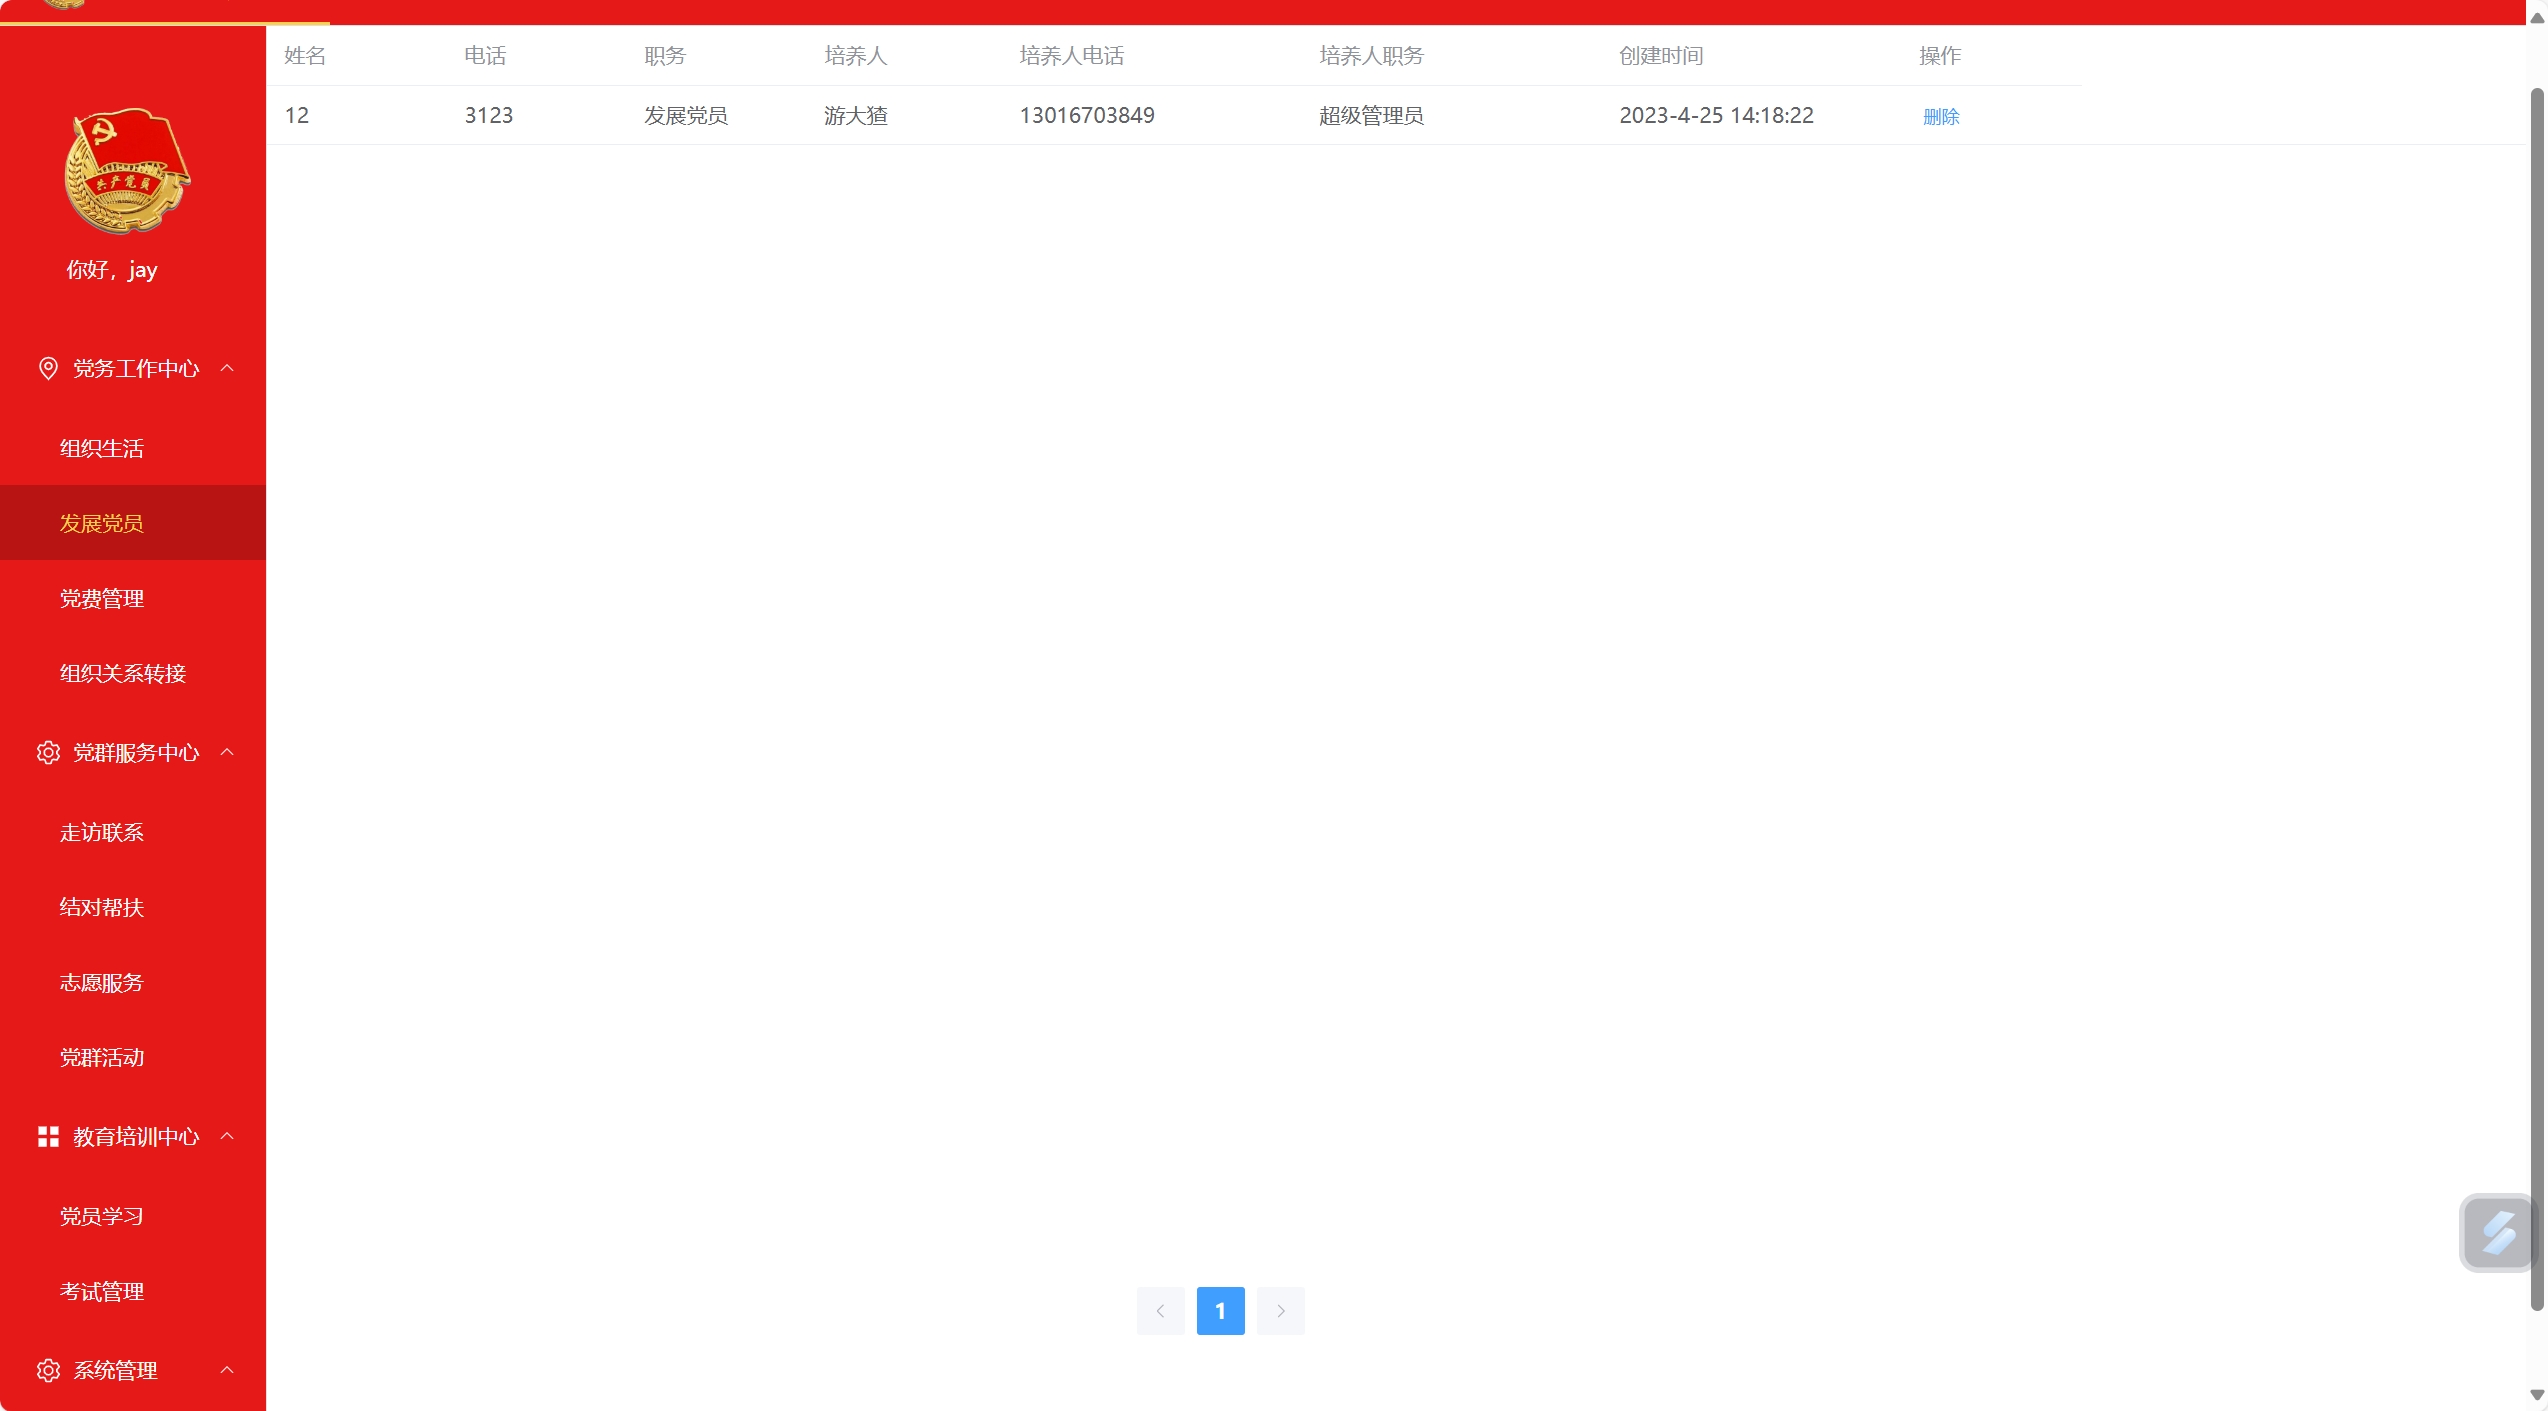 姓名 电话 职务 培养人 培养人电话 培养人职务 创建时间 操作
12 3123 发展党员 游大猹 13016703849 超级管理员 2023-4-25 14:18:22 删除
共产党员
你好，jay
党务工作中心
组织生活
发展党员
党费管理
组织关系转接
党群服务中心
走访联系
结对帮扶
志愿服务
党群活动
教育培训中心
党员学习
考试管理
系统管理
1